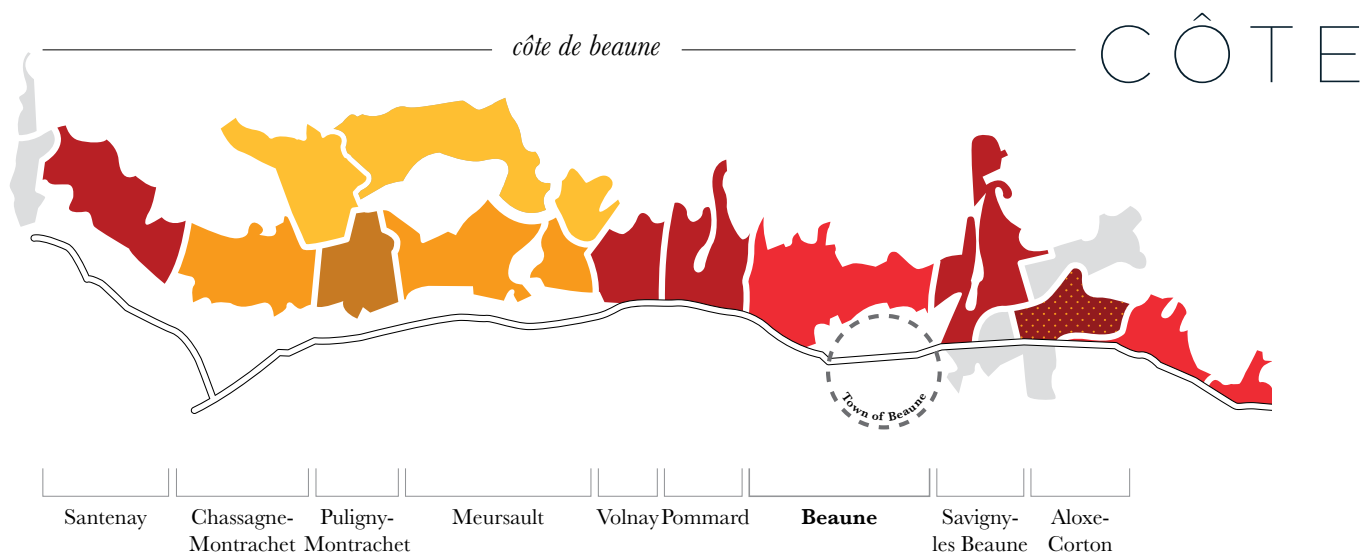 côte de beaune
CÔTE
Town of Beaune
Santenay
Chassagne-
Montrachet
Puligny-
Montrachet
Meursault
Volnay
Pommard
Beaune
Savigny-
les Beaune
Aloxe-
Corton